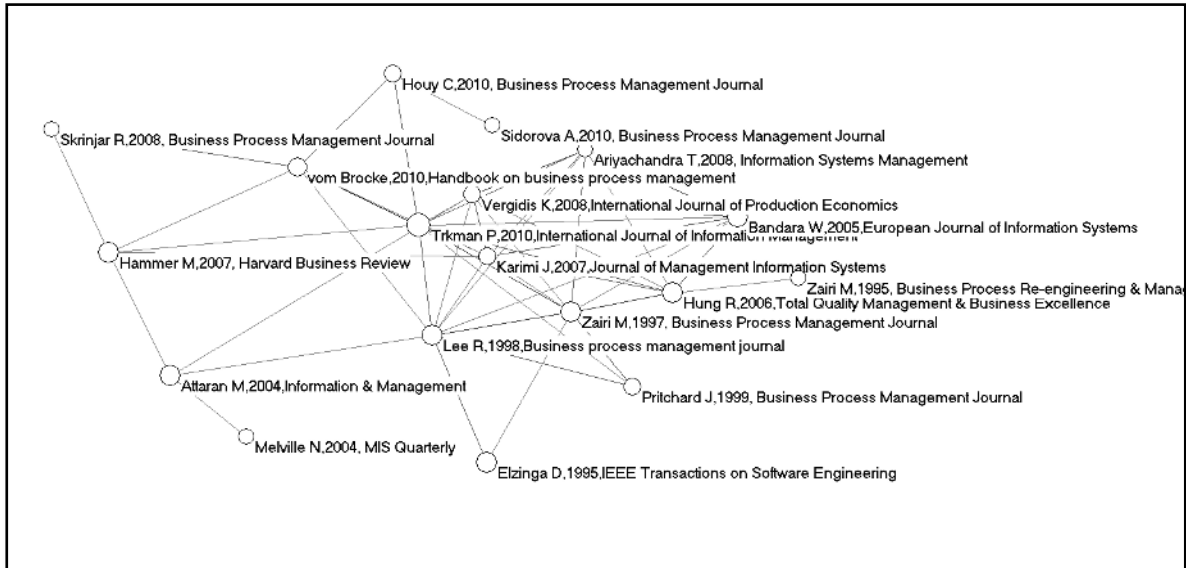 Houy C,2010, Business Process Management Journal
Skrinjar R,2008, Business Process Management Journal
Sidorova A,2010, Business Process Management Journal
Ariyachandra T,2008, Information Systems Management
vom Brocke,2010,Handbook on business process management
Vergidis K,2008,International Journal of Production Economics
Bandara W,2005,European Journal of Information Systems
Trkman P,2010,International Journal of Information Management
Hammer M,2007, Harvard Business Review
Karimi J,2007,Journal of Management Information Systems
Zairi M,1995, Business Process Re-engineering & Manag
Hung R,2006,Total Quality Management & Business Excellence
Zairi M,1997, Business Process Management Journal
Lee R,1998,Business process management journal
Attaran M,2004,Information & Management
Pritchard J,1999, Business Process Management Journal
Melville N,2004, MIS Quarterly
Elzinga D,1995,IEEE Transactions on Software Engineering